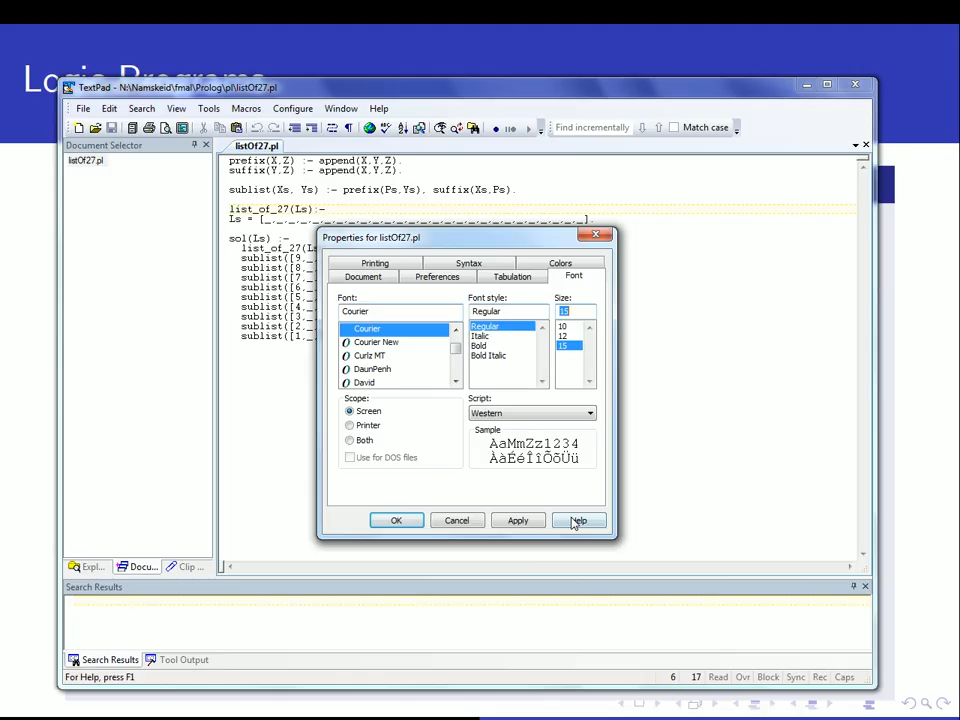 Logic Programs
TextPad - N:\Namskeid\fmal\Prolog\pl\listOf27.pl
File Edit Search View Tools Macros Configure Window Help
Find incrementally Match case
Document Selector
listOf27.pl
listOf27.pl
prefix(X,Z) :- append(X,Y,Z).
suffix(Y,Z) :- append(X,Y,Z).
sublist(Xs, Ys) :- prefix(Ps,Ys), suffix(Xs,Ps).
list_of_27(Ls):-
Ls = [_,_,_,_,_,_,_,_,_,_,_,_,_,_,_,_,_,_,_,_,_,_,_,_,_,_,_].
sol(Ls) :-
list_of_27(Ls
sublist([9,_
sublist([8,_
sublist([7,_
sublist([6,_
sublist([5,_
sublist([4,_
sublist([3,_
sublist([2,_
sublist([1,_
Properties for listOf27.pl
Printing Syntax Colors
Document Preferences Tabulation Font
Font: Font style: Size:
Courier Regular 15
Courier
Courier New
Curlz MT
DaunPenh
David
Regular
Italic
Bold
Bold Italic
10
12
15
Scope:
Screen
Printer
Both
Use for DOS files
Script:
Western
Sample
AaMmZz1234
ÀàÉéÎîÕõÜü
OK Cancel Apply Help
Expl... Docu... Clip ...
Search Results
Search Results Tool Output
For Help, press F1
6 17 Read Ovr Block Sync Rec Caps